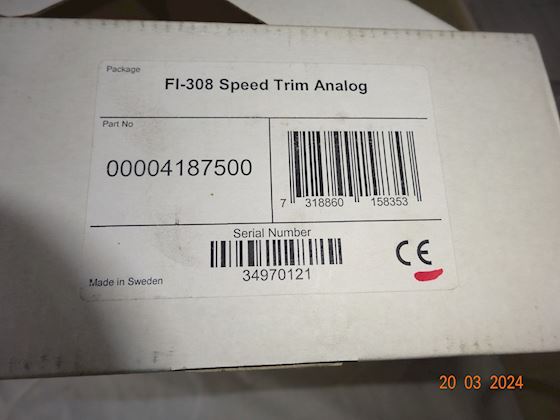 Package
FI-308 Speed Trim Analog
Part No
00004187500
7 318860 158353
Serial Number
34970121
CE
Made in Sweden
20 03 2024